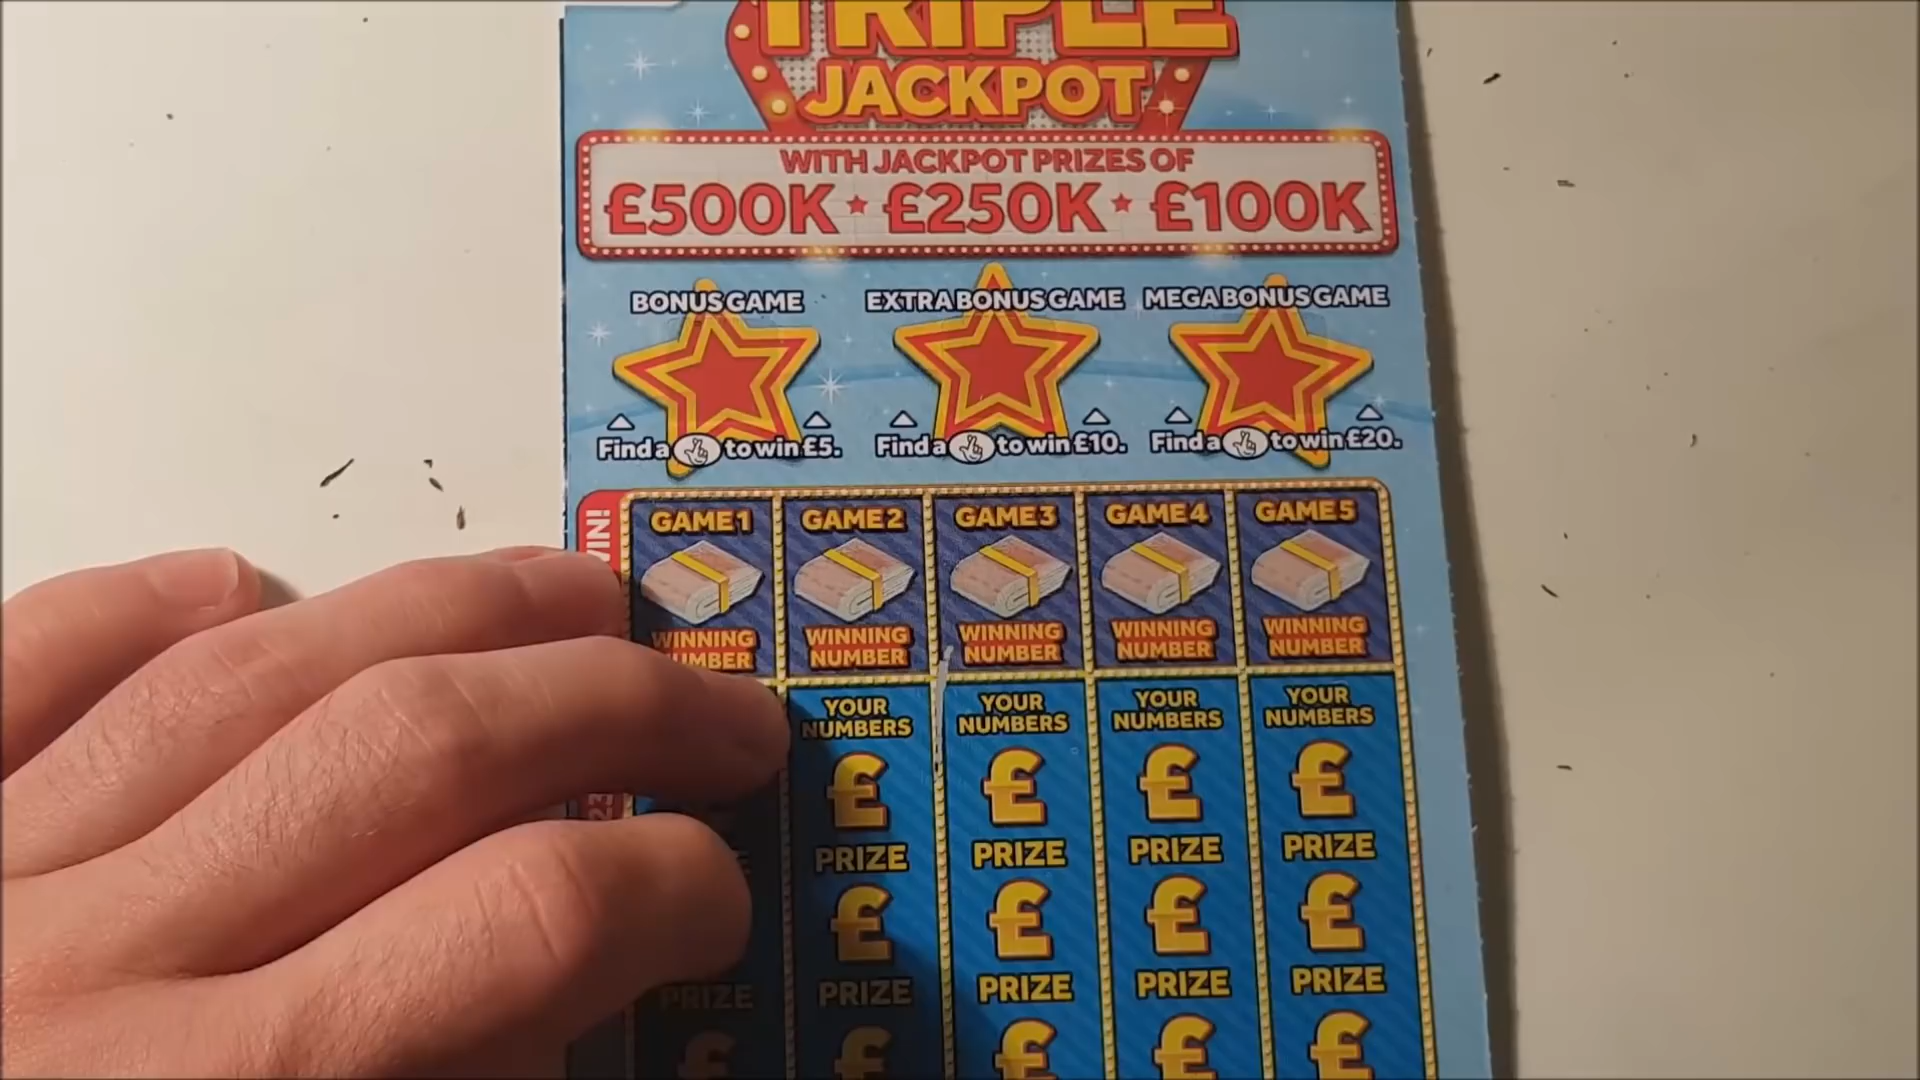 TRIPLE
JACKPOT
WITH JACKPOT PRIZES OF
£500K ★ £250K ★ £100K
BONUS GAME
EXTRA BONUS GAME
MEGA BONUS GAME
Find a to win £5.
Find a to win £10.
Find a to win £20.
GAME 1
GAME 2
GAME 3
GAME 4
GAME 5
WINNING
NUMBER
WINNING
NUMBER
WINNING
NUMBER
WINNING
NUMBER
WINNING
NUMBER
YOUR
NUMBERS
YOUR
NUMBERS
YOUR
NUMBERS
YOUR
NUMBERS
£
£
£
£
PRIZE
PRIZE
PRIZE
PRIZE
£
£
£
£
PRIZE
PRIZE
PRIZE
PRIZE
PRIZE
£
£
£
£
£